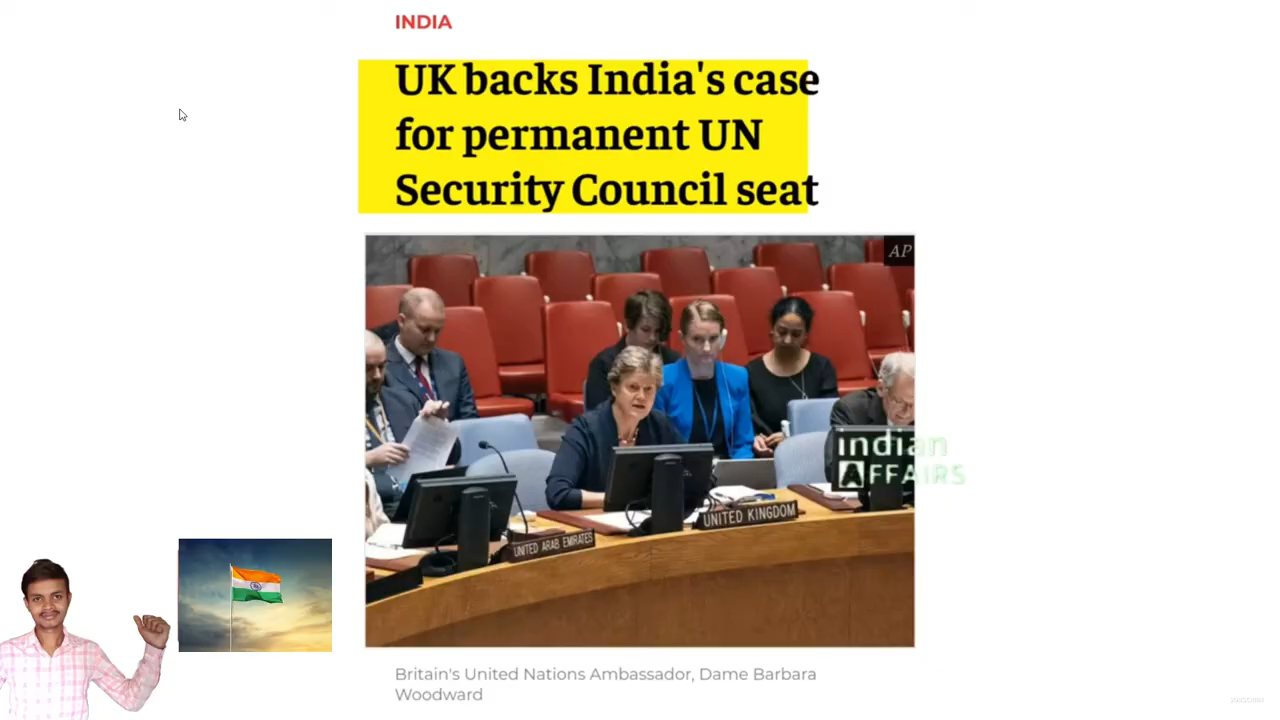 INDIA
UK backs India's case
for permanent UN
Security Council seat
AP
indian
AFFAIRS
UNITED KINGDOM
UNITED ARAB EMIRATES
Britain's United Nations Ambassador, Dame Barbara
Woodward
SUBSCRIBE